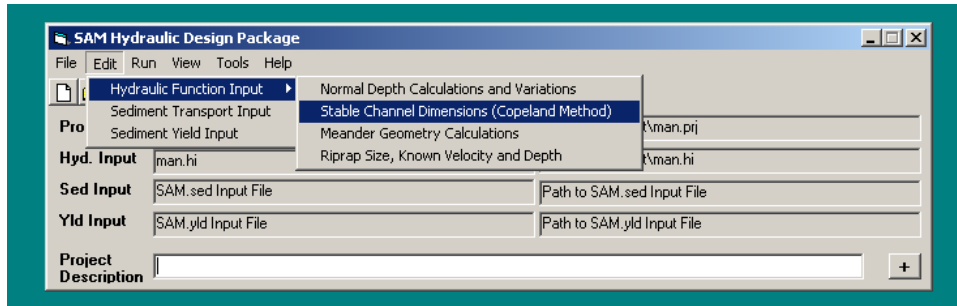 SAM Hydraulic Design Package
File Edit Run View Tools Help
Hydraulic Function Input
Sediment Transport Input
Sediment Yield Input
Normal Depth Calculations and Variations
Stable Channel Dimensions (Copeland Method)
Meander Geometry Calculations
Riprap Size, Known Velocity and Depth
Pro t\man.prj
Hyd. Input man.hi t\man.hi
Sed Input SAM.sed Input File Path to SAM.sed Input File
Yld Input SAM.yld Input File Path to SAM.yld Input File
Project
Description +